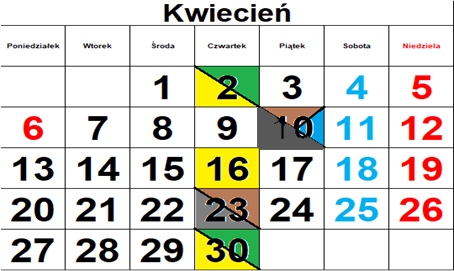 Kwiecień
Poniedziałek Wtorek Środa Czwartek Piątek Sobota Niedziela
1 2 3 4 5
6 7 8 9 10 11 12
13 14 15 16 17 18 19
20 21 22 23 24 25 26
27 28 29 30